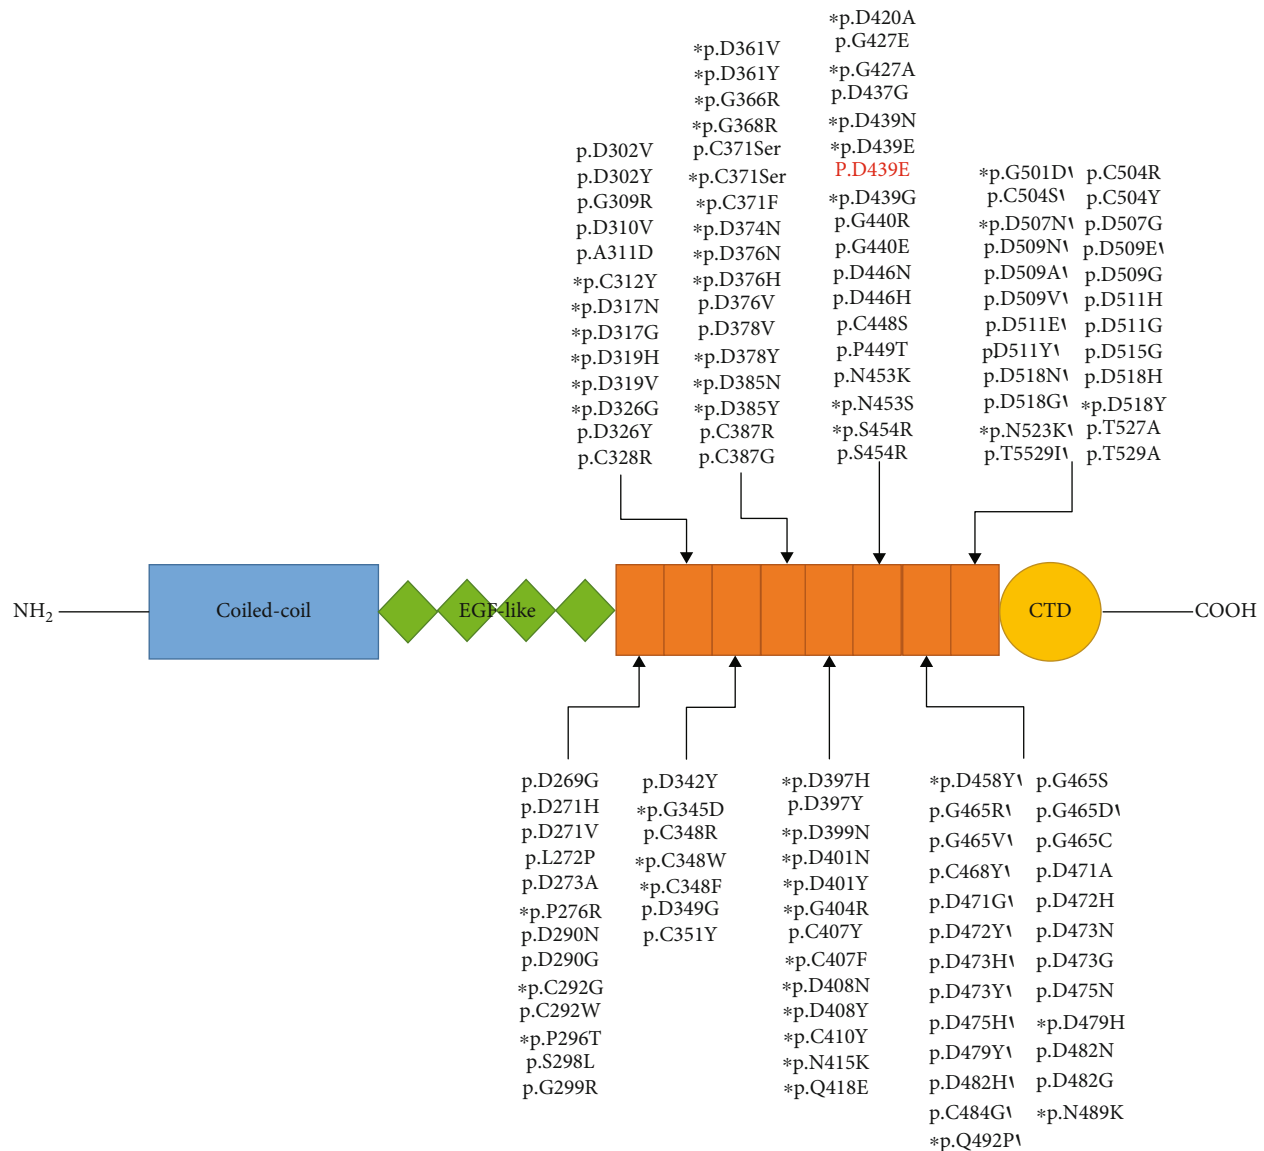 p.D302V
p.D302Y
p.G309R
p.D310V
p.A311D
*p.C312Y
*p.D317N
*p.D317G
*p.D319H
*p.D319V
*p.D326G
p.D326Y
p.C328R
*p.D361V
*p.D361Y
*p.G366R
*p.G368R
p.C371Ser
*p.C371Ser
*p.C371F
*p.D374N
*p.D376N
*p.D376H
p.D376V
p.D378V
*p.D378Y
*p.D385N
*p.D385Y
p.C387R
p.C387G
*p.D420A
p.G427E
*p.G427A
p.D437G
*p.D439N
*p.D439E
P.D439E
*p.D439G
p.G440R
p.G440E
p.D446N
p.D446H
p.C448S
p.P449T
p.N453K
*p.N453S
*p.S454R
p.S454R
*p.G501D\ p.C504R
p.C504S\ p.C504Y
*p.D507N\ p.D507G
p.D509N\ p.D509E\
p.D509A\ p.D509G
p.D509V\ p.D511H
p.D511E\ p.D511G
pD511Y\ p.D515G
p.D518N\ p.D518H
p.D518G\ *p.D518Y
*p.N523K\ p.T527A
p.T5529I\ p.T529A
NH2
Coiled-coil
EGF-like
CTD
COOH
p.D269G
p.D271H
p.D271V
p.L272P
p.D273A
*p.P276R
p.D290N
p.D290G
*p.C292G
p.C292W
*p.P296T
p.S298L
p.G299R
p.D342Y
*p.G345D
p.C348R
*p.C348W
*p.C348F
p.D349G
p.C351Y
*p.D397H
p.D397Y
*p.D399N
*p.D401N
*p.D401Y
*p.G404R
p.C407Y
*p.C407F
*p.D408N
*p.D408Y
*p.C410Y
*p.N415K
*p.Q418E
*p.D458Y\ p.G465S
p.G465R\ p.G465D\
p.G465V\ p.G465C
p.C468Y\ p.D471A
p.D471G\ p.D472H
p.D472Y\ p.D473N
p.D473H\ p.D473G
p.D473Y\ p.D475N
p.D475H\ *p.D479H
p.D479Y\ p.D482N
p.D482H\ p.D482G
p.C484G\ *p.N489K
*p.Q492P\